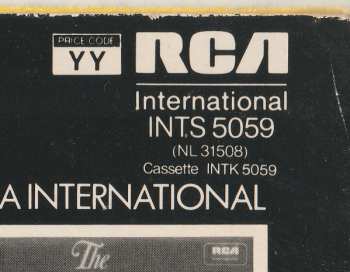 PRICE CODE
YY
RCA
International
INTS 5059
(NL 31508)
Cassette INTK 5059
A INTERNATIONAL
The
RCA